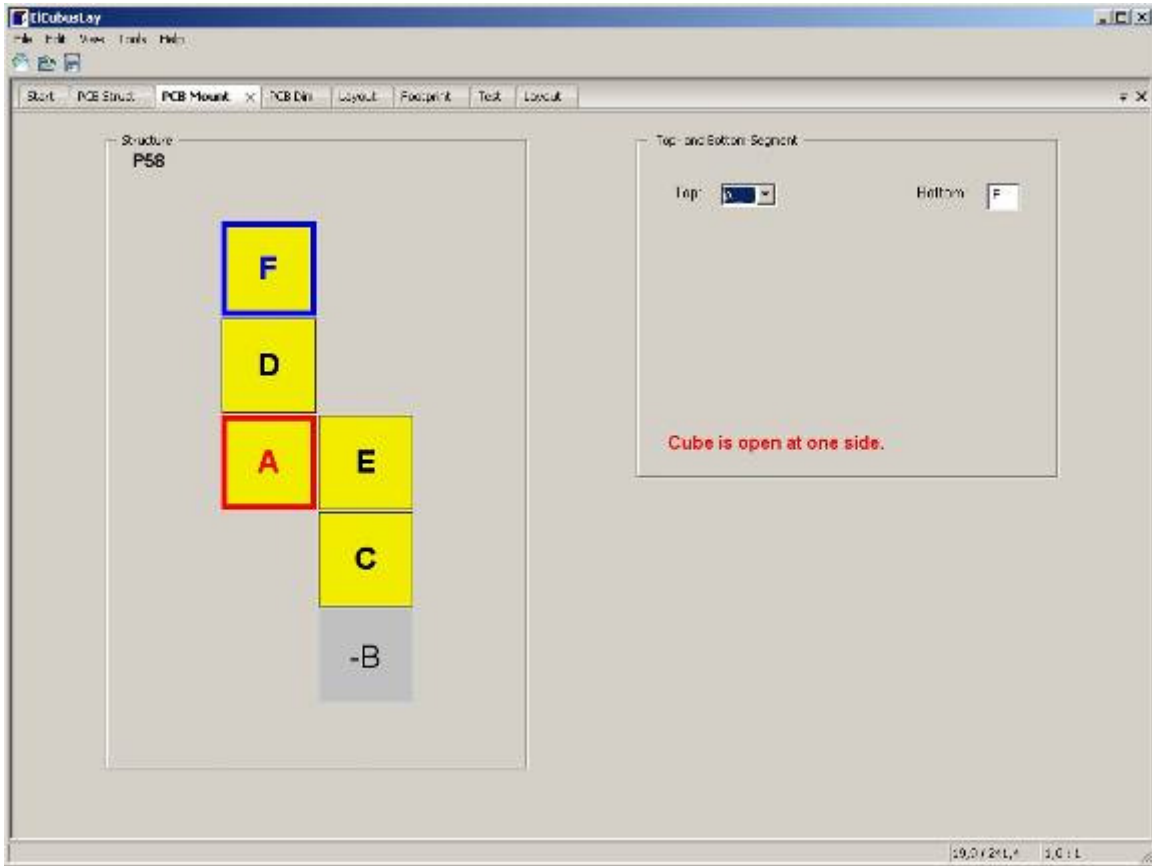 ElCubusLay
File Edit View Tools Help
Start PCB Struct PCB Mount PCB Dim Layout Footprint Test Layout
Structure
P58
Top- and Bottom-Segment
Top: Bottom F
F
D
A E
Cube is open at one side.
C
-B